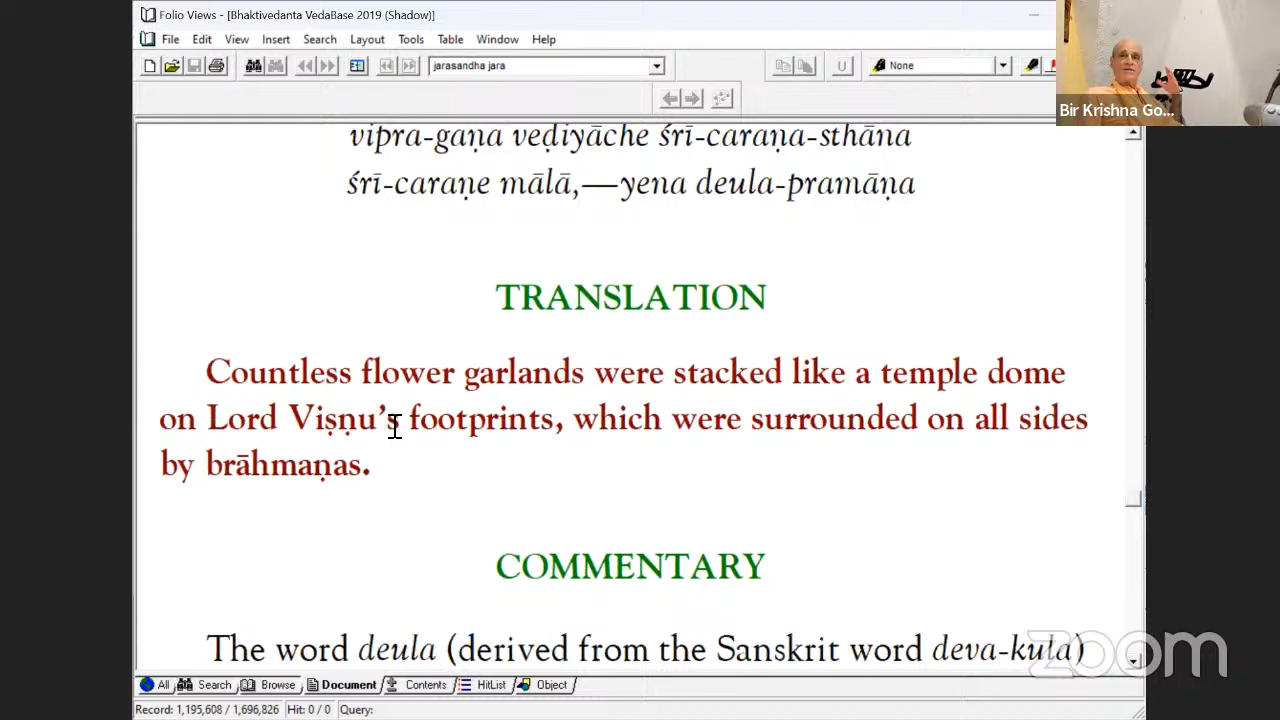 Folio Views - [Bhaktivedanta VedaBase 2019 (Shadow)]
File Edit View Insert Search Layout Tools Table Window Help
jarasandha jara
U
None
Bir Krishna Go...
vipra-gaṇa veḍiyāche śrī-caraṇa-sthāna
śrī-caraṇe mālā,—yena deula-pramāṇa
TRANSLATION
Countless flower garlands were stacked like a temple dome
on Lord Viṣṇu’s footprints, which were surrounded on all sides
by brāhmaṇas.
COMMENTARY
The word deula (derived from the Sanskrit word deva-kula)
zoom
All Search Browse Document Contents HitList Object
Record: 1,195,608 / 1,696,826 Hit: 0 / 0 Query: